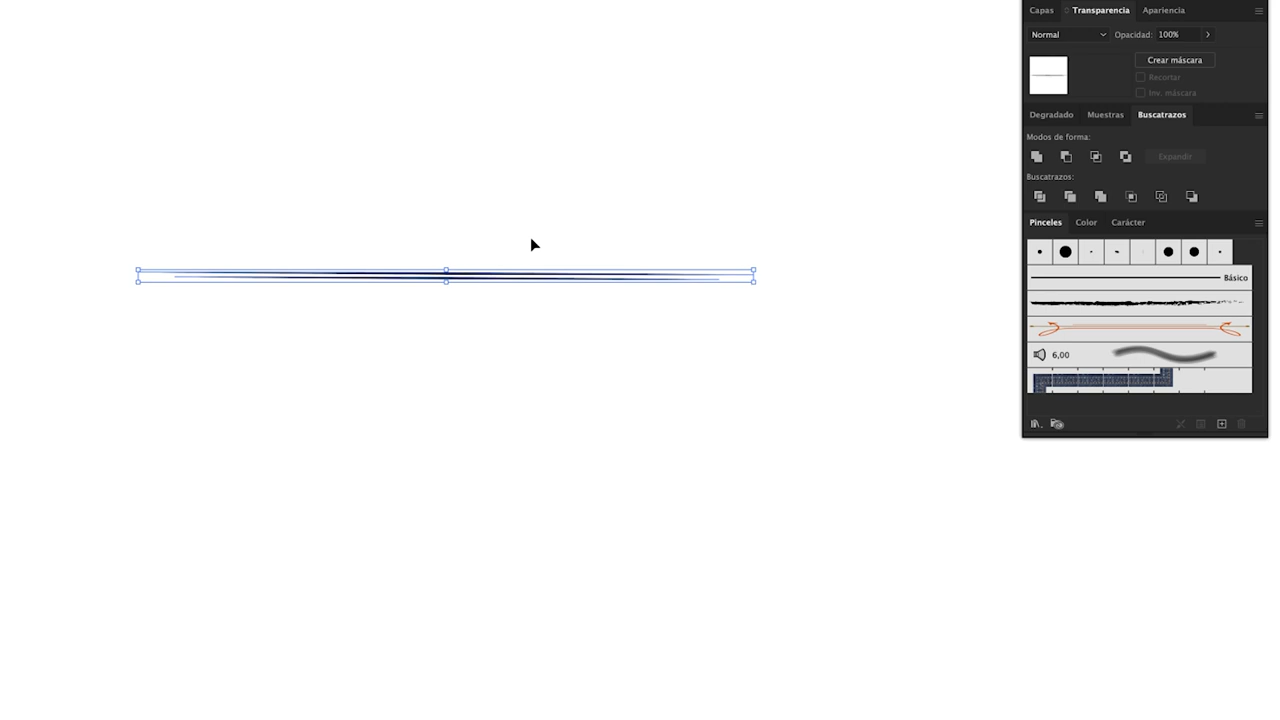 Capas Transparencia Apariencia
Normal Opacidad: 100%
Crear máscara
Recortar
Inv. máscara
Degradado Muestras Buscatrazos
Modos de forma:
Expandir
Buscatrazos:
Pinceles Color Carácter
Básico
6,00